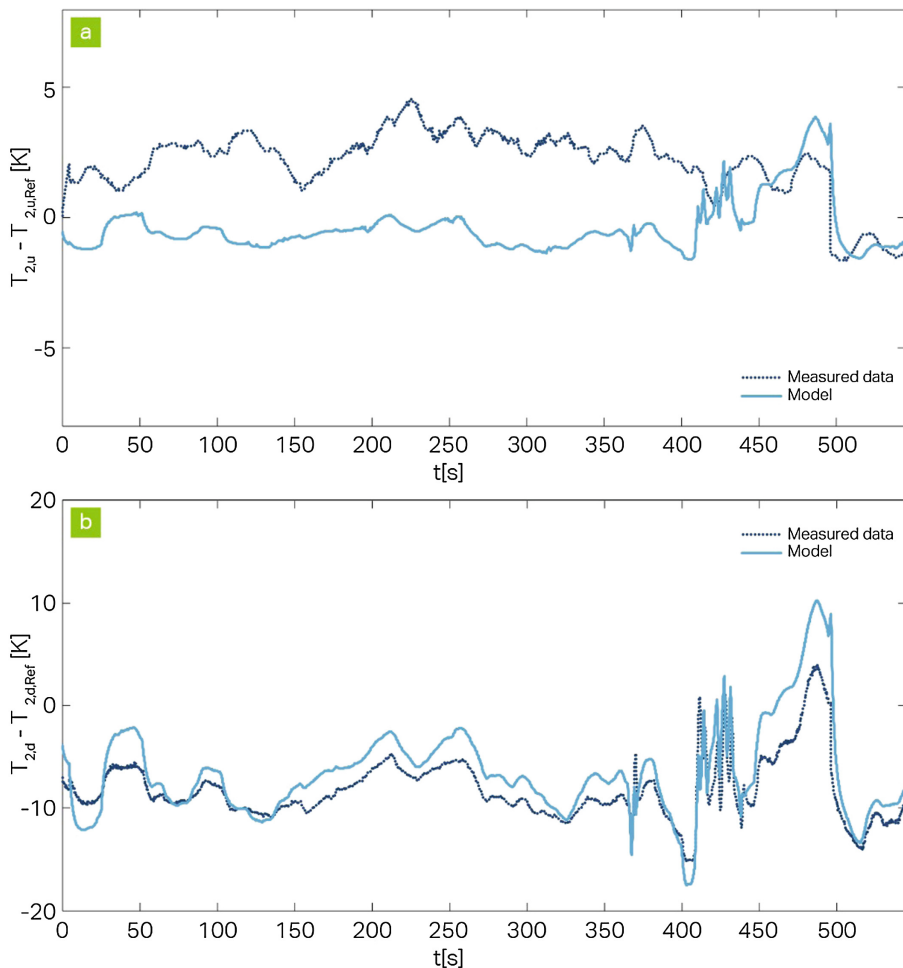 a
5
0
-5
T2,u - T2,u,Ref [K]
Measured data
Model
0 50 100 150 200 250 300 350 400 450 500
t[s]
b
20
10
0
-10
-20
T2,d - T2,d,Ref [K]
Measured data
Model
0 50 100 150 200 250 300 350 400 450 500
t[s]